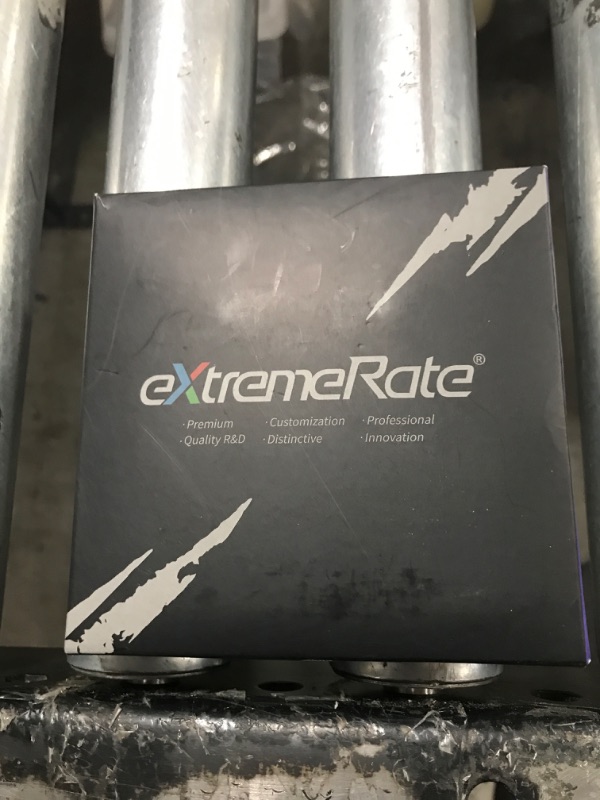 eXtremeRate®
·Premium ·Customization ·Professional
·Quality R&D ·Distinctive ·Innovation